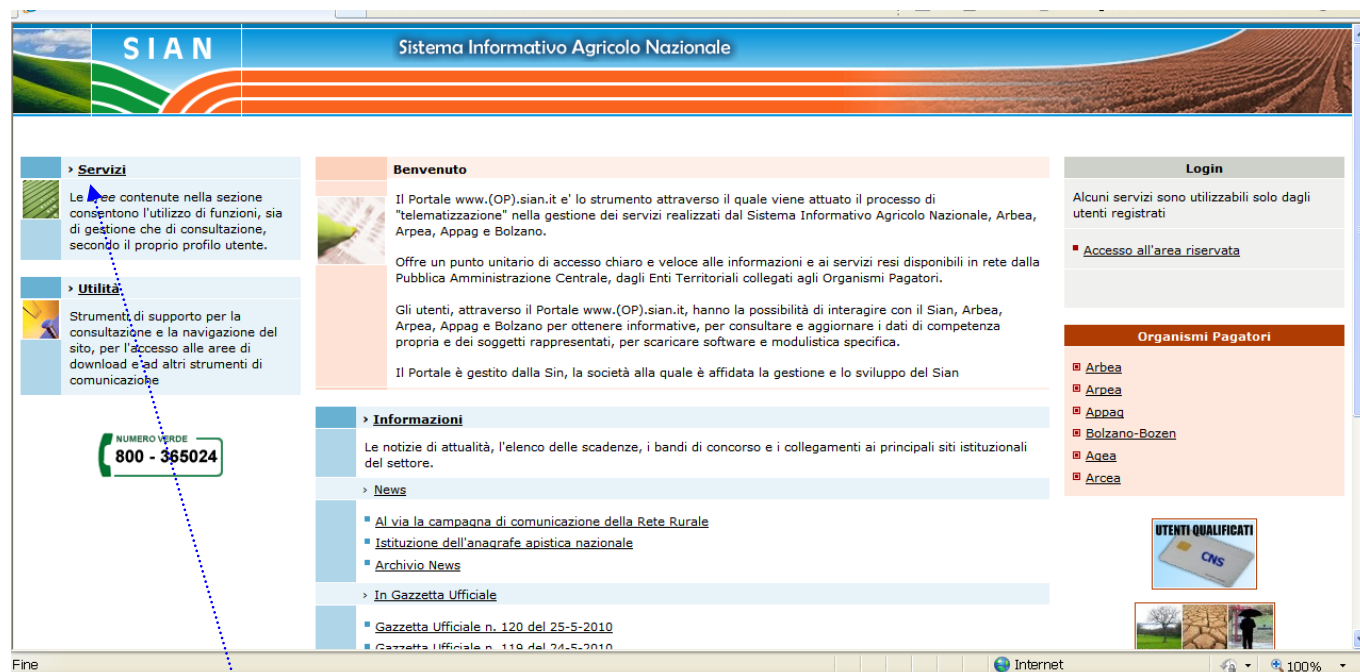 SIAN
Sistema Informativo Agricolo Nazionale
› Servizi
Le aree contenute nella sezione
consentono l'utilizzo di funzioni, sia
di gestione che di consultazione,
secondo il proprio profilo utente.
› Utilità
Strumenti di supporto per la
consultazione e la navigazione del
sito, per l'accesso alle aree di
download e ad altri strumenti di
comunicazione
NUMERO VERDE
800 - 365024
Benvenuto
Il Portale www.(OP).sian.it e' lo strumento attraverso il quale viene attuato il processo di
"telematizzazione" nella gestione dei servizi realizzati dal Sistema Informativo Agricolo Nazionale, Arbea,
Arpea, Appag e Bolzano.
Offre un punto unitario di accesso chiaro e veloce alle informazioni e ai servizi resi disponibili in rete dalla
Pubblica Amministrazione Centrale, dagli Enti Territoriali collegati agli Organismi Pagatori.
Gli utenti, attraverso il Portale www.(OP).sian.it, hanno la possibilità di interagire con il Sian, Arbea,
Arpea, Appag e Bolzano per ottenere informative, per consultare e aggiornare i dati di competenza
propria e dei soggetti rappresentati, per scaricare software e modulistica specifica.
Il Portale è gestito dalla Sin, la società alla quale è affidata la gestione e lo sviluppo del Sian
› Informazioni
Le notizie di attualità, l'elenco delle scadenze, i bandi di concorso e i collegamenti ai principali siti istituzionali
del settore.
› News
Al via la campagna di comunicazione della Rete Rurale
Istituzione dell'anagrafe apistica nazionale
Archivio News
› In Gazzetta Ufficiale
Gazzetta Ufficiale n. 120 del 25-5-2010
Gazzetta Ufficiale n. 119 del 24-5-2010
Login
Alcuni servizi sono utilizzabili solo dagli
utenti registrati
Accesso all'area riservata
Organismi Pagatori
Arbea
Arpea
Appag
Bolzano-Bozen
Agea
Arcea
UTENTI QUALIFICATI
CNS
Fine
Internet
100%